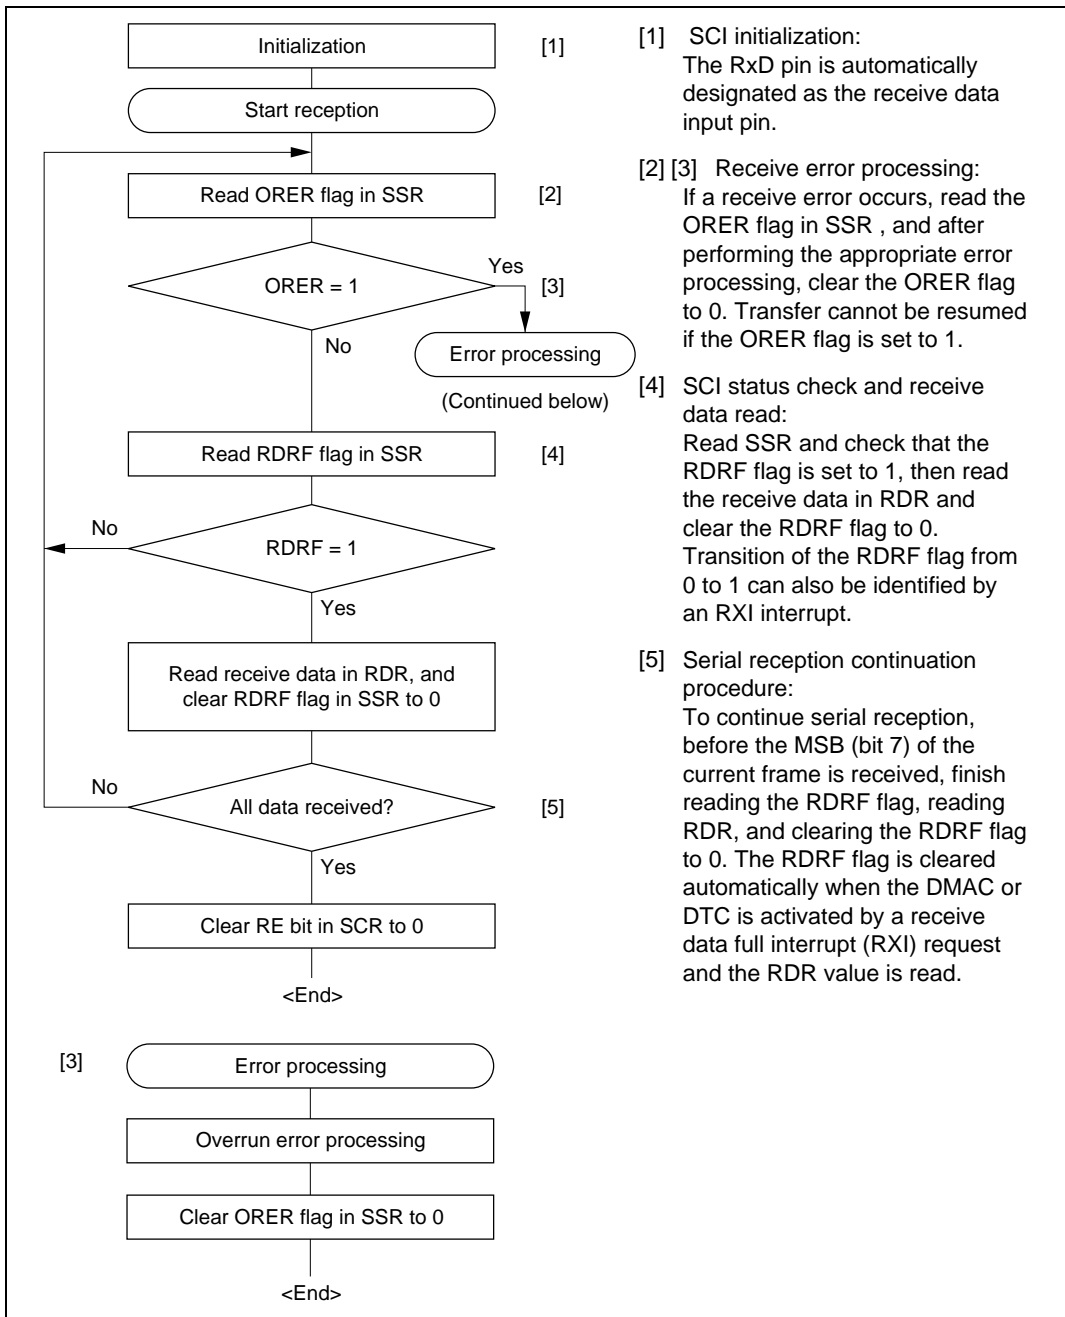 Initialization
[1]
Start reception
Read ORER flag in SSR
[2]
ORER = 1
Yes
[3]
No
Error processing
(Continued below)
Read RDRF flag in SSR
[4]
No
RDRF = 1
Yes
Read receive data in RDR, and
clear RDRF flag in SSR to 0
No
All data received?
[5]
Yes
Clear RE bit in SCR to 0
<End>
[3]
Error processing
Overrun error processing
Clear ORER flag in SSR to 0
<End>
[1] SCI initialization:
The RxD pin is automatically
designated as the receive data
input pin.
[2] [3] Receive error processing:
If a receive error occurs, read the
ORER flag in SSR , and after
performing the appropriate error
processing, clear the ORER flag
to 0. Transfer cannot be resumed
if the ORER flag is set to 1.
[4] SCI status check and receive
data read:
Read SSR and check that the
RDRF flag is set to 1, then read
the receive data in RDR and
clear the RDRF flag to 0.
Transition of the RDRF flag from
0 to 1 can also be identified by
an RXI interrupt.
[5] Serial reception continuation
procedure:
To continue serial reception,
before the MSB (bit 7) of the
current frame is received, finish
reading the RDRF flag, reading
RDR, and clearing the RDRF flag
to 0. The RDRF flag is cleared
automatically when the DMAC or
DTC is activated by a receive
data full interrupt (RXI) request
and the RDR value is read.